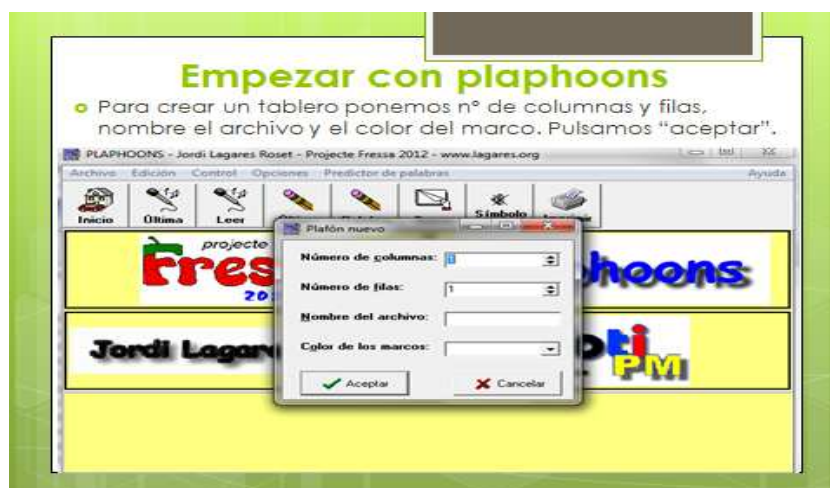 Empezar con plaphoons
Para crear un tablero ponemos nº de columnas y filas,
nombre el archivo y el color del marco. Pulsamos “aceptar”.
PLAPHOONS - Jordi Lagares Roset - Projecte Fressa 2012 - www.lagares.org
Archivo Edición Control Opciones Predictor de palabras Ayuda
Inicio Última Leer Símbolo
Plafón nuevo
projecte
Fres
20
hoons
Número de columnas: 1
Número de filas: 1
Nombre del archivo:
Color de los marcos:
Jordi Lagar
ti
PM
Aceptar Cancelar